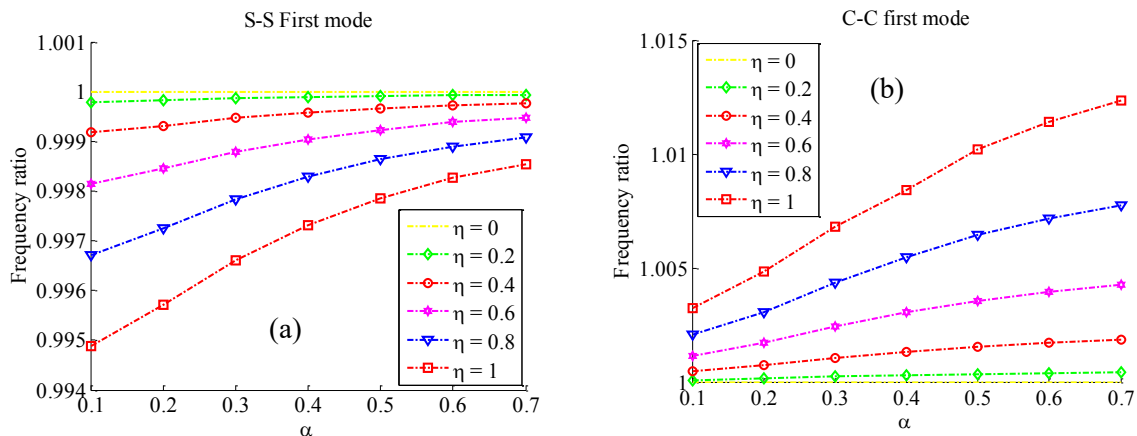 S-S First mode
1.001
1
0.999
0.998
0.997
0.996
0.995
0.994
Frequency ratio
0.1 0.2 0.3 0.4 0.5 0.6 0.7
α
(a)
η = 0
η = 0.2
η = 0.4
η = 0.6
η = 0.8
η = 1
C-C first mode
1.015
1.01
1.005
1
Frequency ratio
0.1 0.2 0.3 0.4 0.5 0.6 0.7
α
(b)
η = 0
η = 0.2
η = 0.4
η = 0.6
η = 0.8
η = 1